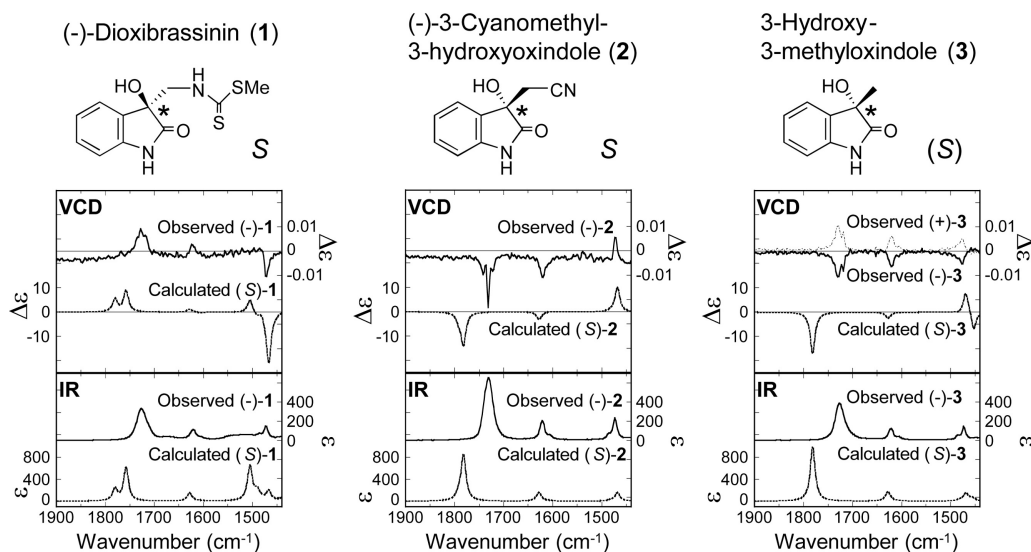 (-)-Dioxibrassinin (1)
HO
H
N
SMe
S
*
O
N
H
S
VCD
Observed (-)-1
0.01
0
-0.01
Δε
Calculated (S)-1
10
0
-10
Δε
IR
Observed (-)-1
400
200
0
ε
Calculated (S)-1
800
400
0
ε
1900 1800 1700 1600 1500
Wavenumber (cm-1)
(-)-3-Cyanomethyl-
3-hydroxyoxindole (2)
HO
CN
*
O
N
H
S
VCD
Observed (-)-2
0.01
0
-0.01
Δε
10
0
-10
Δε
Calculated (S)-2
IR
Observed (-)-2
400
200
0
ε
Calculated (S)-2
800
400
0
ε
1900 1800 1700 1600 1500
Wavenumber (cm-1)
3-Hydroxy-
3-methyloxindole (3)
HO
*
O
N
H
(S)
VCD
Observed (+)-3
0.01
0
-0.01
Δε
Observed (-)-3
10
0
-10
Δε
Calculated (S)-3
IR
Observed (-)-3
400
200
0
ε
Calculated (S)-3
800
400
0
ε
1900 1800 1700 1600 1500
Wavenumber (cm-1)